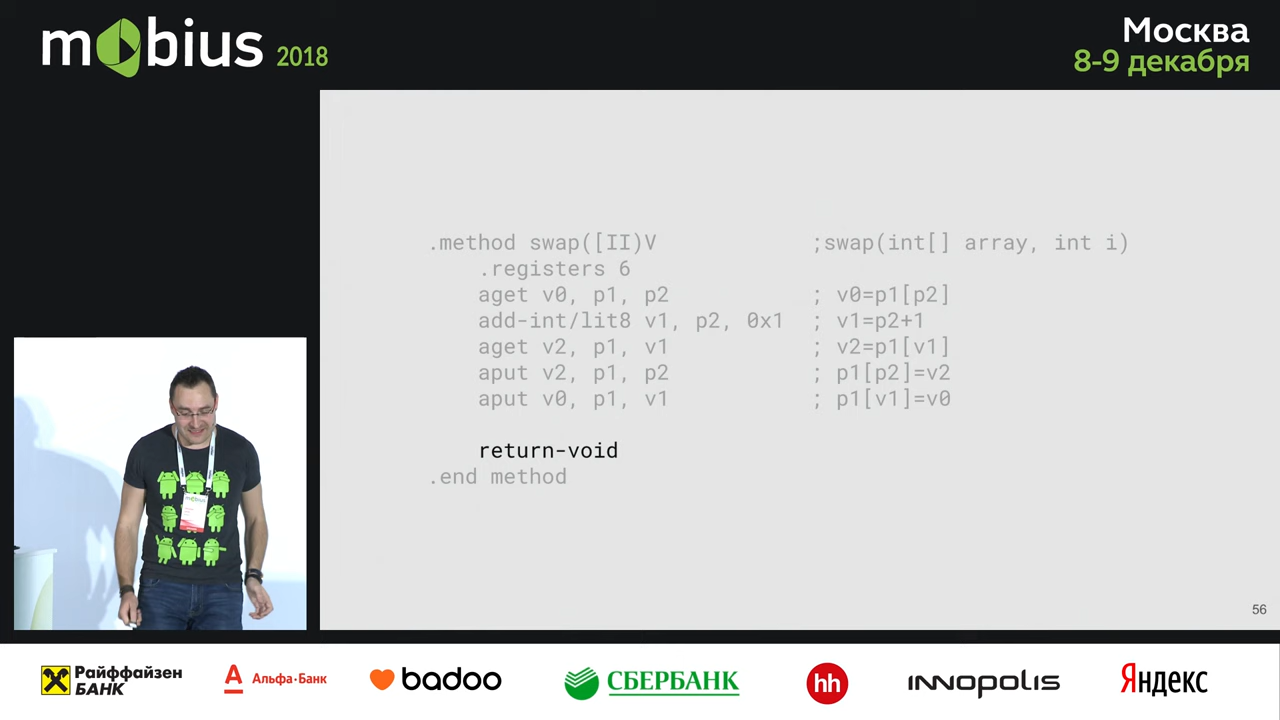 mobius 2018
Москва
8-9 декабря
.method swap([II)V ;swap(int[] array, int i)
.registers 6
aget v0, p1, p2 ; v0=p1[p2]
add-int/lit8 v1, p2, 0x1 ; v1=p2+1
aget v2, p1, v1 ; v2=p1[v1]
aput v2, p1, p2 ; p1[p2]=v2
aput v0, p1, v1 ; p1[v1]=v0
return-void
.end method
56
mobius
Райффайзен
БАНК
А Альфа·Банк
badoo
СБЕРБАНК
hh
innopolis
Яндекс